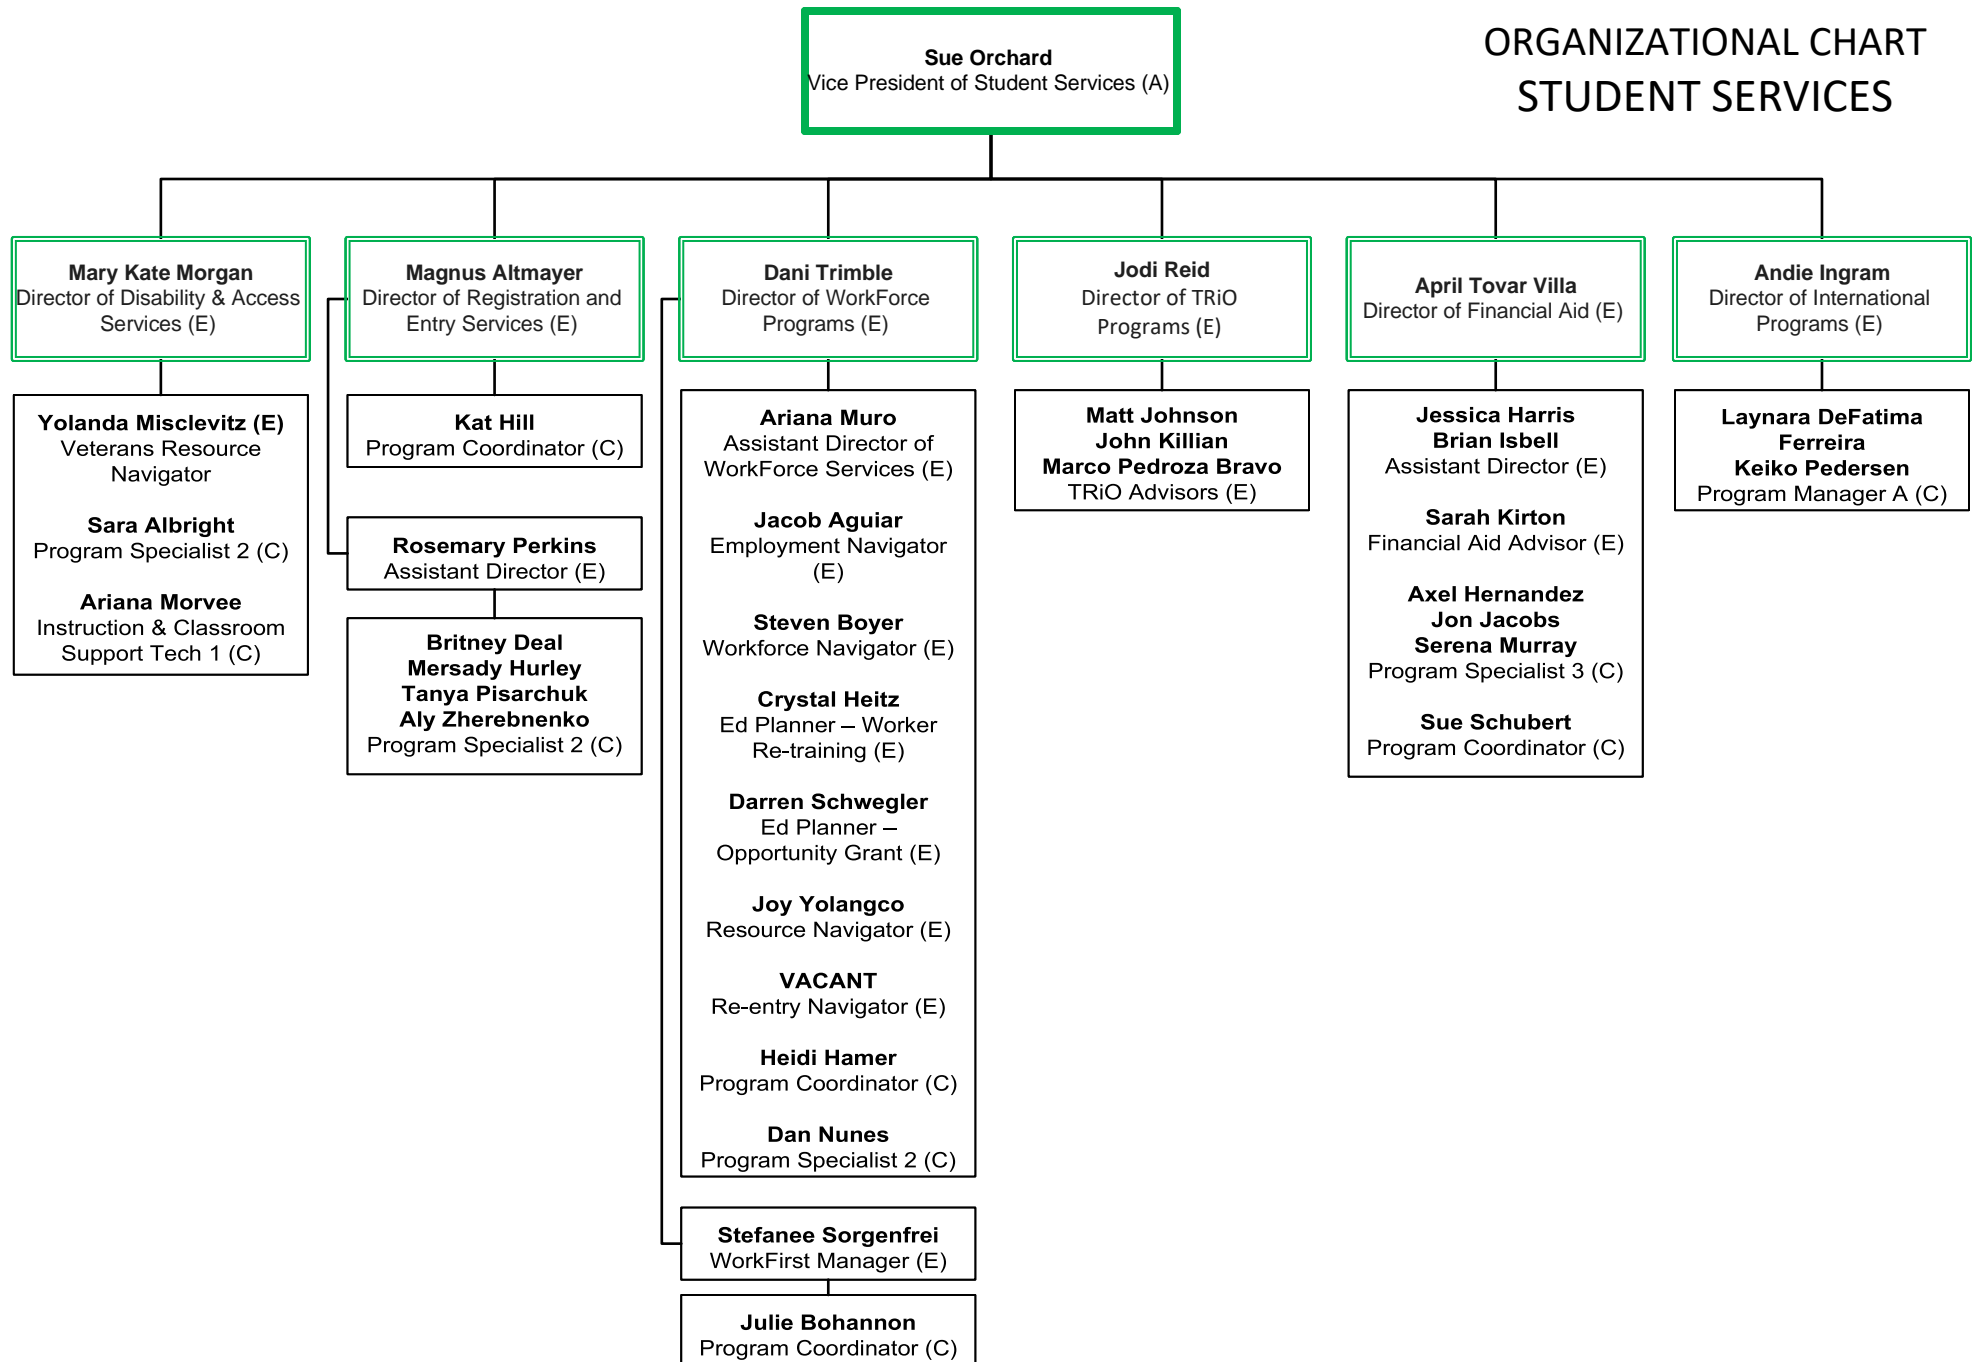 ORGANIZATIONAL CHART
STUDENT SERVICES
Sue Orchard
Vice President of Student Services (A)
Mary Kate Morgan
Director of Disability & Access
Services (E)
Yolanda Misclevitz (E)
Veterans Resource
Navigator
Sara Albright
Program Specialist 2 (C)
Ariana Morvee
Instruction & Classroom
Support Tech 1 (C)
Magnus Altmayer
Director of Registration and
Entry Services (E)
Kat Hill
Program Coordinator (C)
Rosemary Perkins
Assistant Director (E)
Britney Deal
Mersady Hurley
Tanya Pisarchuk
Aly Zherebnenko
Program Specialist 2 (C)
Dani Trimble
Director of WorkForce
Programs (E)
Ariana Muro
Assistant Director of
WorkForce Services (E)
Jacob Aguiar
Employment Navigator
(E)
Steven Boyer
Workforce Navigator (E)
Crystal Heitz
Ed Planner – Worker
Re-training (E)
Darren Schwegler
Ed Planner –
Opportunity Grant (E)
Joy Yolangco
Resource Navigator (E)
VACANT
Re-entry Navigator (E)
Heidi Hamer
Program Coordinator (C)
Dan Nunes
Program Specialist 2 (C)
Stefanee Sorgenfrei
WorkFirst Manager (E)
Julie Bohannon
Program Coordinator (C)
Jodi Reid
Director of TRiO
Programs (E)
Matt Johnson
John Killian
Marco Pedroza Bravo
TRiO Advisors (E)
April Tovar Villa
Director of Financial Aid (E)
Jessica Harris
Brian Isbell
Assistant Director (E)
Sarah Kirton
Financial Aid Advisor (E)
Axel Hernandez
Jon Jacobs
Serena Murray
Program Specialist 3 (C)
Sue Schubert
Program Coordinator (C)
Andie Ingram
Director of International
Programs (E)
Laynara DeFatima
Ferreira
Keiko Pedersen
Program Manager A (C)